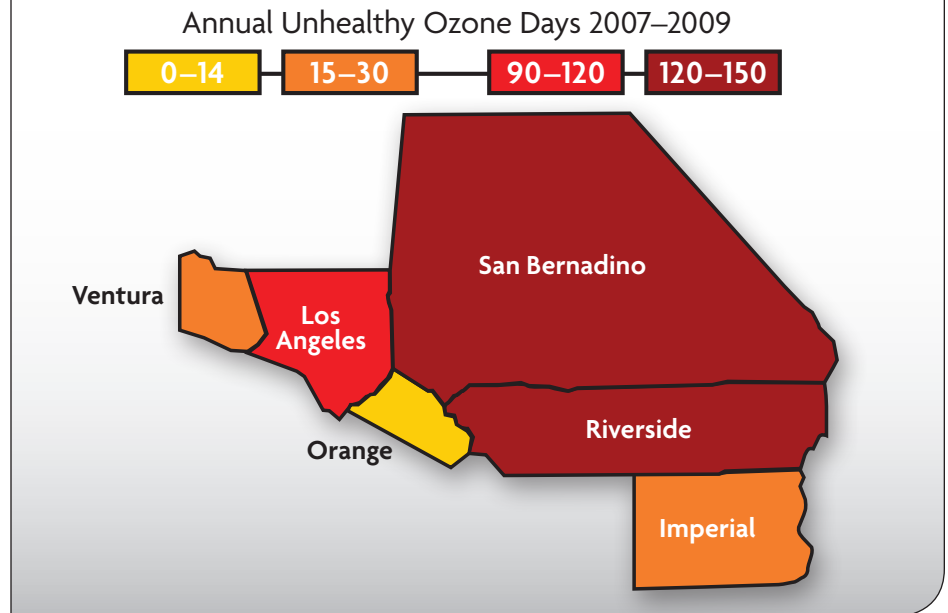 Annual Unhealthy Ozone Days 2007–2009
0–14 15–30 90–120 120–150
San Bernadino
Ventura
Los
Angeles
Riverside
Orange
Imperial